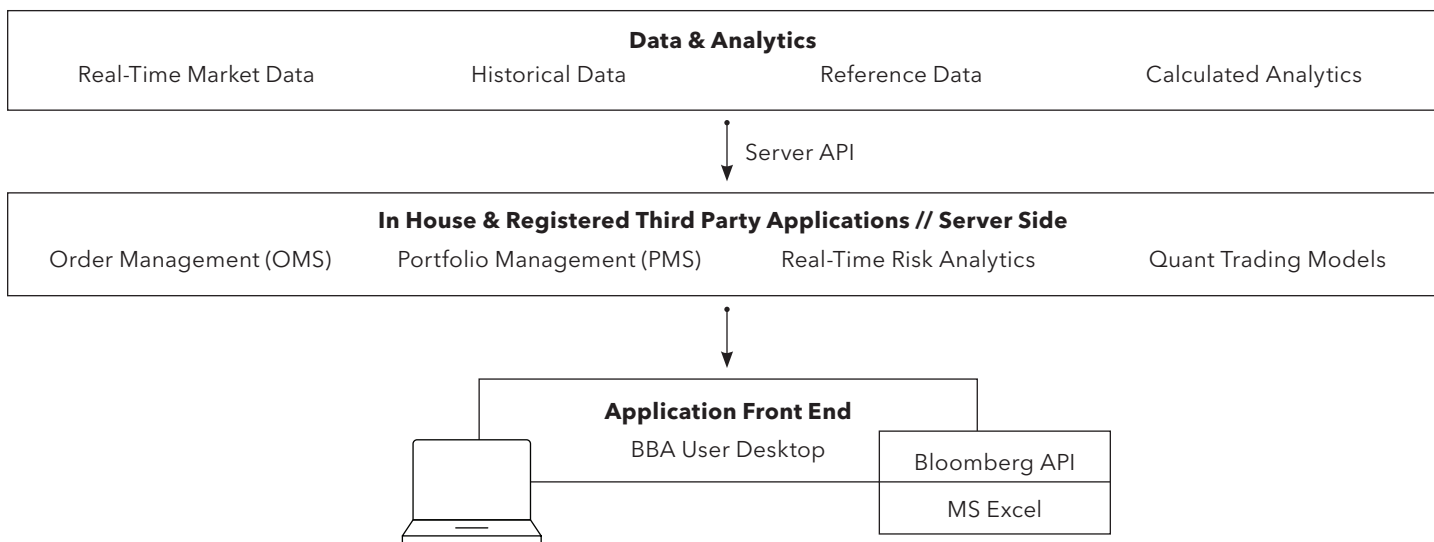 Data & Analytics
Real-Time Market Data Historical Data Reference Data Calculated Analytics
Server API
In House & Registered Third Party Applications // Server Side
Order Management (OMS) Portfolio Management (PMS) Real-Time Risk Analytics Quant Trading Models
Application Front End
BBA User Desktop
Bloomberg API
MS Excel